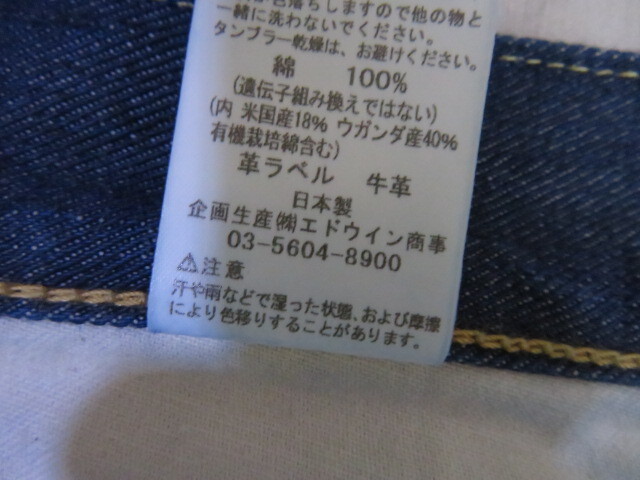 色落ちしますので他の物と
一緒に洗わないでください。
タンブラー乾燥は、お避けください。
綿 100%
(遺伝子組み換えではない)
(内 米国産18% ウガンダ産40%
有機栽培綿含む)
革ラベル 牛革
日本製
企画生産㈱エドウイン商事
03-5604-8900
⚠注意
汗や雨などで湿った状態、および摩擦
により色移りすることがあります。